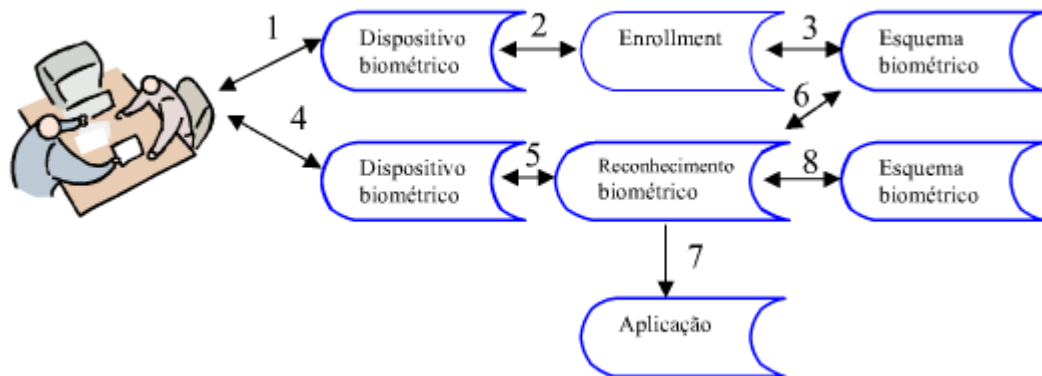 1
Dispositivo
biométrico
2
Enrollment
3
Esquema
biométrico
6
4
Dispositivo
biométrico
5
Reconhecimento
biométrico
8
Esquema
biométrico
7
Aplicação